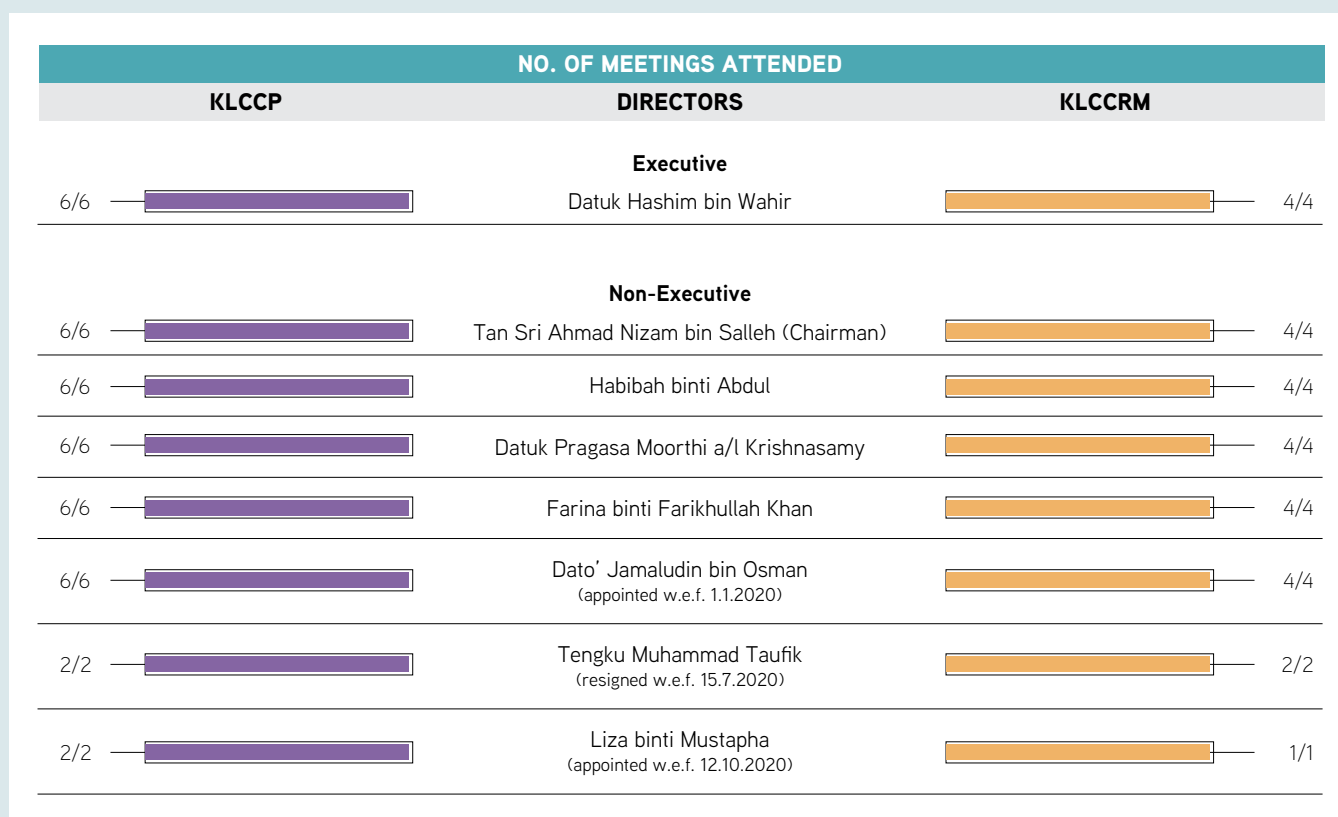 NO. OF MEETINGS ATTENDED
KLCCP DIRECTORS KLCCRM
Executive
6/6 Datuk Hashim bin Wahir 4/4
Non-Executive
6/6 Tan Sri Ahmad Nizam bin Salleh (Chairman) 4/4
6/6 Habibah binti Abdul 4/4
6/6 Datuk Pragasa Moorthi a/l Krishnasamy 4/4
6/6 Farina binti Farikhullah Khan 4/4
6/6 Dato’ Jamaludin bin Osman 4/4
(appointed w.e.f. 1.1.2020)
2/2 Tengku Muhammad Taufik 2/2
(resigned w.e.f. 15.7.2020)
2/2 Liza binti Mustapha 1/1
(appointed w.e.f. 12.10.2020)